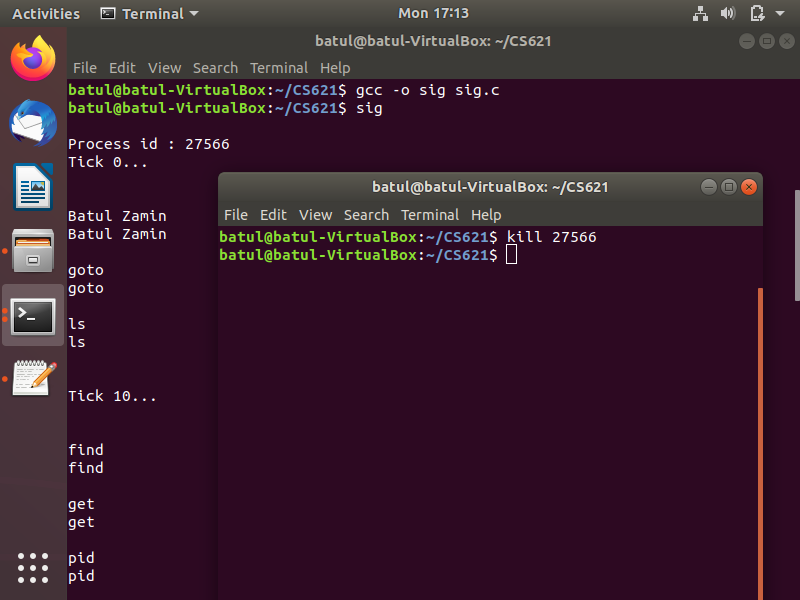 Activities Terminal Mon 17:13
batul@batul-VirtualBox: ~/CS621
File Edit View Search Terminal Help
batul@batul-VirtualBox:~/CS621$ gcc -o sig sig.c
batul@batul-VirtualBox:~/CS621$ sig
Process id : 27566
Tick 0...
Batul Zamin
Batul Zamin
goto
goto
ls
ls
Tick 10...
find
find
get
get
pid
pid
batul@batul-VirtualBox: ~/CS621
File Edit View Search Terminal Help
batul@batul-VirtualBox:~/CS621$ kill 27566
batul@batul-VirtualBox:~/CS621$